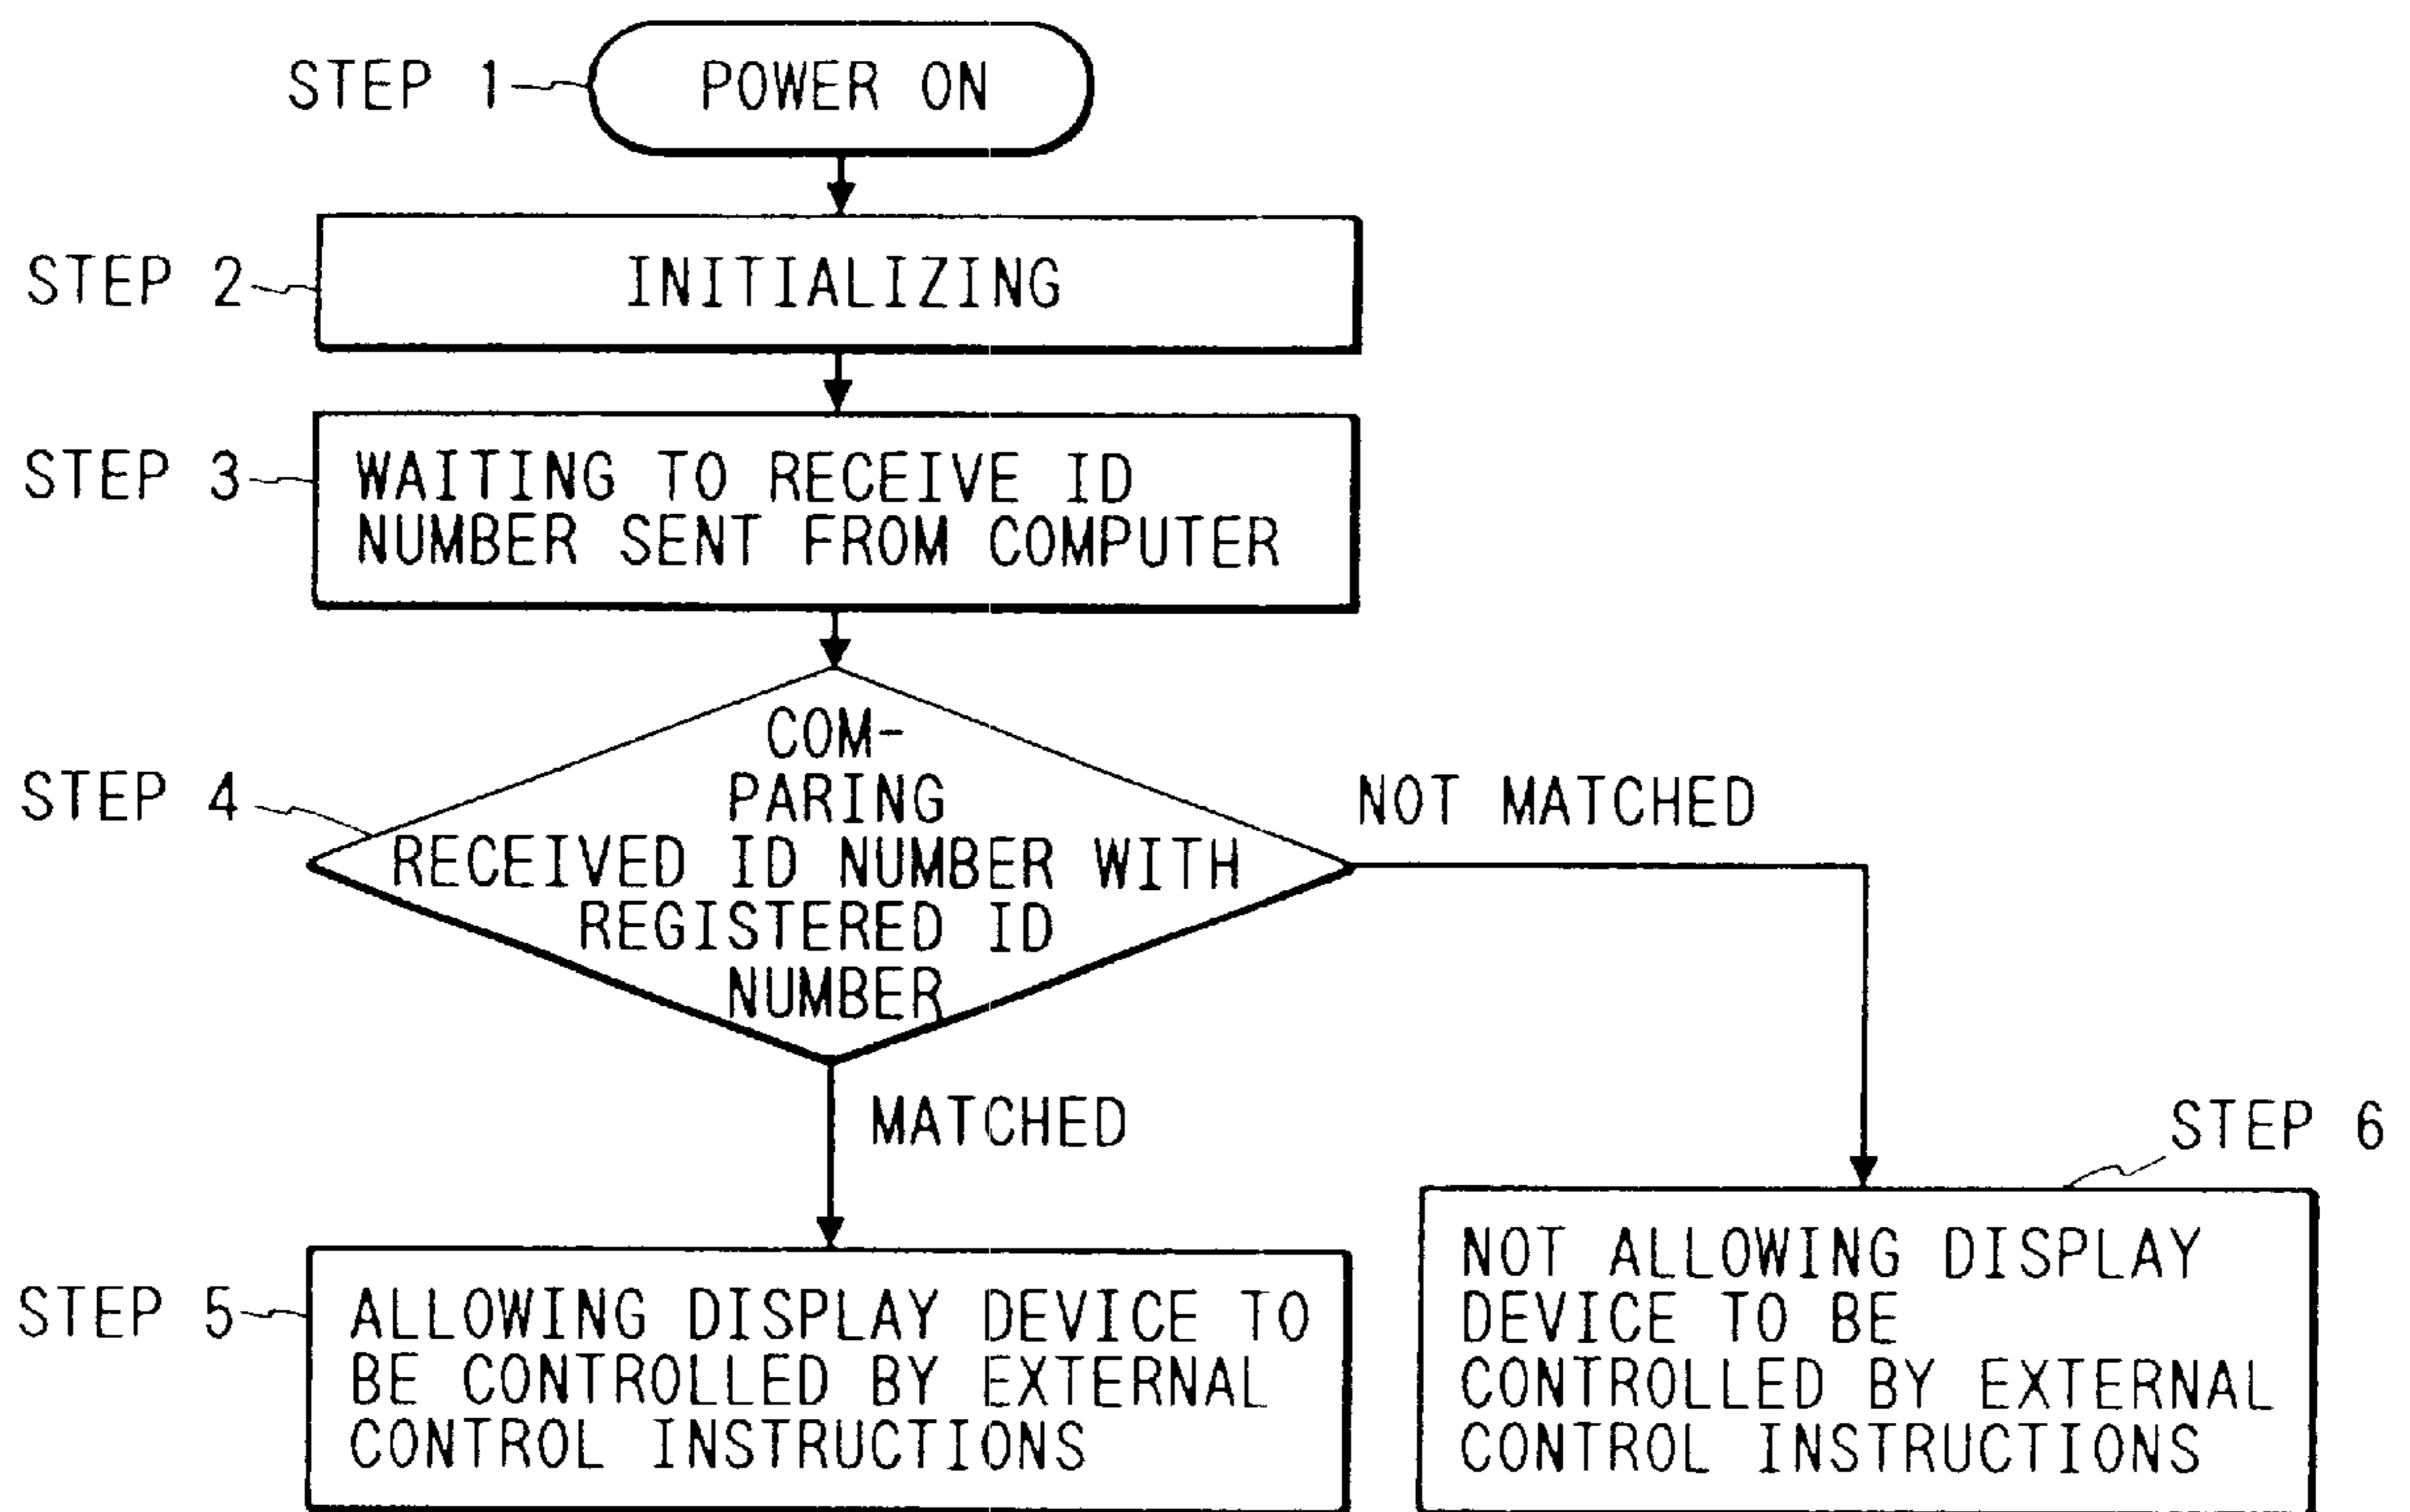 STEP 1
POWER ON
STEP 2
INITIALIZING
STEP 3
WAITING TO RECEIVE ID
NUMBER SENT FROM COMPUTER
STEP 4
COM-
PARING
RECEIVED ID NUMBER WITH
REGISTERED ID
NUMBER
NOT MATCHED
MATCHED
STEP 5
ALLOWING DISPLAY DEVICE TO
BE CONTROLLED BY EXTERNAL
CONTROL INSTRUCTIONS
STEP 6
NOT ALLOWING DISPLAY
DEVICE TO BE
CONTROLLED BY EXTERNAL
CONTROL INSTRUCTIONS